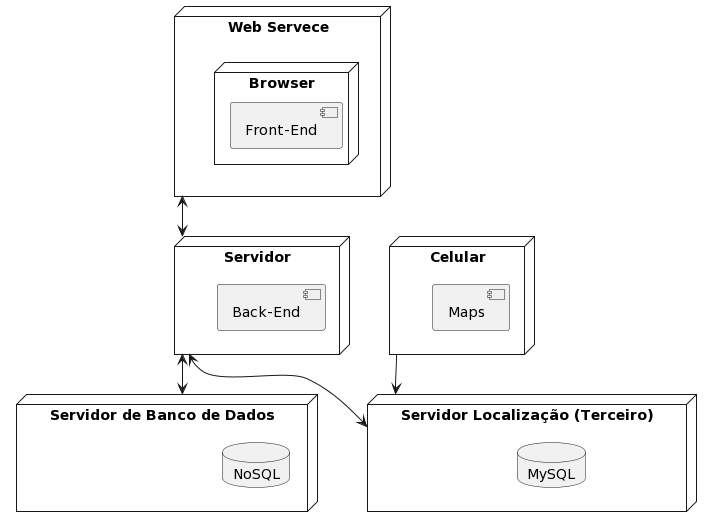 Web Servece
Browser
Front-End
Servidor
Celular
Back-End
Maps
Servidor de Banco de Dados
Servidor Localização (Terceiro)
NoSQL
MySQL